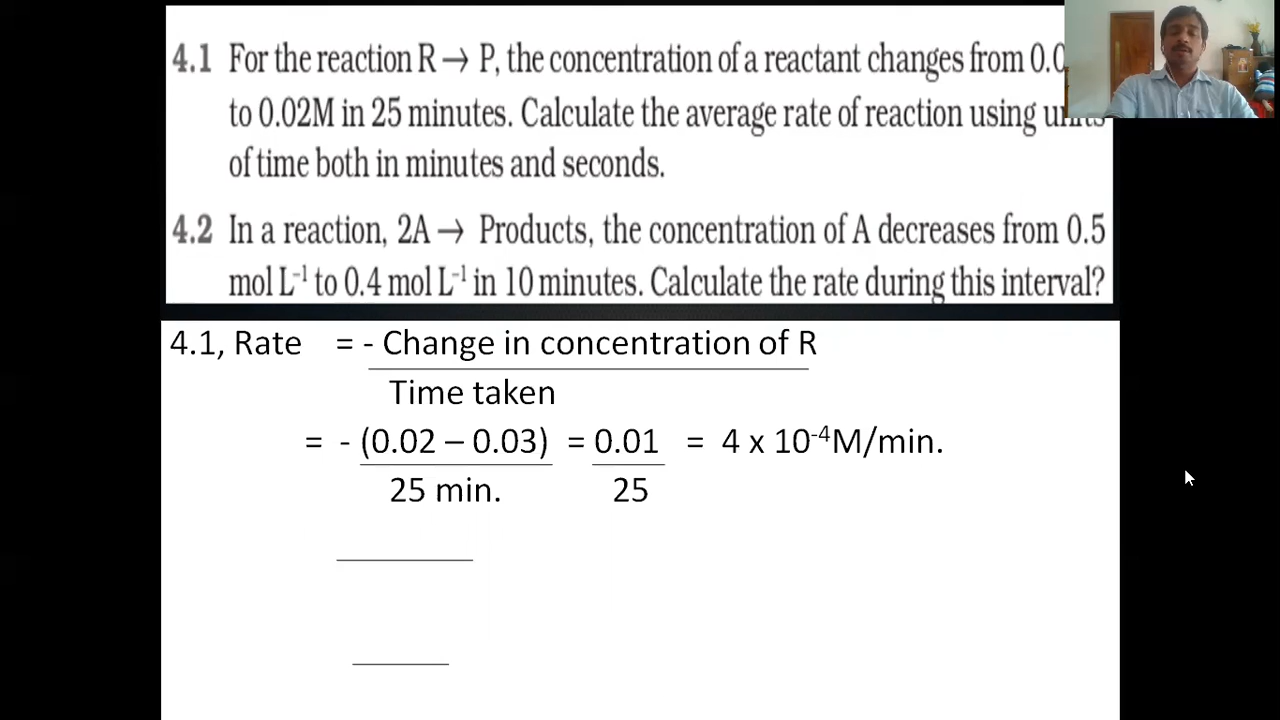 4.1 For the reaction R → P, the concentration of a reactant changes from
to 0.02M in 25 minutes. Calculate the average rate of reaction using units
of time both in minutes and seconds.
4.2 In a reaction, 2A → Products, the concentration of A decreases from 0.5
mol L⁻¹ to 0.4 mol L⁻¹ in 10 minutes. Calculate the rate during this interval?
4.1, Rate = - Change in concentration of R
Time taken
= - (0.02 – 0.03) = 0.01 = 4 x 10⁻⁴M/min.
25 min. 25